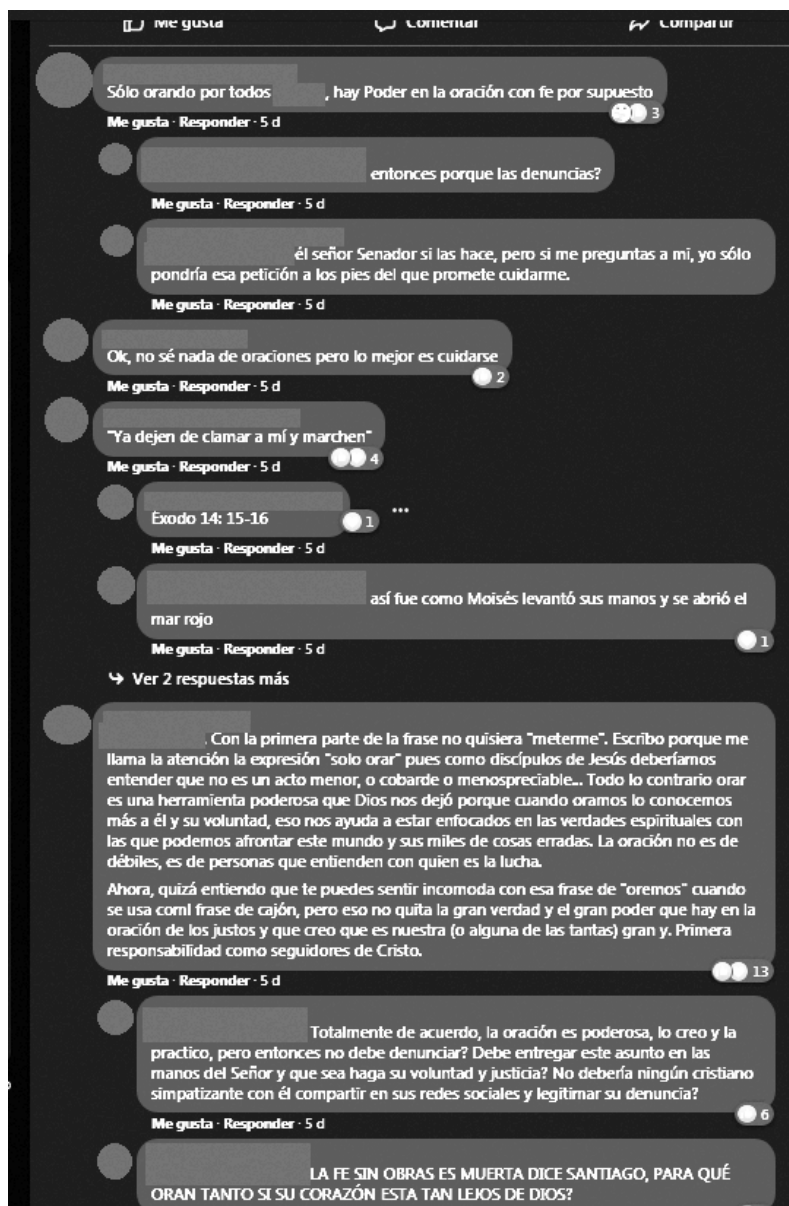 Me gusta Comentar Compartir
Sólo orando por todos , hay Poder en la oración con fe por supuesto
3
Me gusta · Responder · 5 d
entonces porque las denuncias?
Me gusta · Responder · 5 d
él señor Senador si las hace, pero si me preguntas a mi, yo sólo
pondría esa petición a los pies del que promete cuidarme.
Me gusta · Responder · 5 d
Ok, no sé nada de oraciones pero lo mejor es cuidarse
2
Me gusta · Responder · 5 d
"Ya dejen de clamar a mí y marchen"
4
Me gusta · Responder · 5 d
Éxodo 14: 15-16
1 ...
Me gusta · Responder · 5 d
así fue como Moisés levantó sus manos y se abrió el
mar rojo
1
Me gusta · Responder · 5 d
Ver 2 respuestas más
. Con la primera parte de la frase no quisiera "meterme". Escribo porque me
llama la atención la expresión "solo orar" pues como discípulos de Jesús deberíamos
entender que no es un acto menor, o cobarde o menospreciable... Todo lo contrario orar
es una herramienta poderosa que Dios nos dejó porque cuando oramos lo conocemos
más a él y su voluntad, eso nos ayuda a estar enfocados en las verdades espirituales con
las que podemos afrontar este mundo y sus miles de cosas erradas. La oración no es de
débiles, es de personas que entienden con quien es la lucha.
Ahora, quizá entiendo que te puedes sentir incomoda con esa frase de "oremos" cuando
se usa coml frase de cajón, pero eso no quita la gran verdad y el gran poder que hay en la
oración de los justos y que creo que es nuestra (o alguna de las tantas) gran y. Primera
responsabilidad como seguidores de Cristo.
13
Me gusta · Responder · 5 d
Totalmente de acuerdo, la oración es poderosa, lo creo y la
practico, pero entonces no debe denunciar? Debe entregar este asunto en las
manos del Señor y que sea haga su voluntad y justicia? No debería ningún cristiano
simpatizante con él compartir en sus redes sociales y legitimar su denuncia?
6
Me gusta · Responder · 5 d
LA FE SIN OBRAS ES MUERTA DICE SANTIAGO, PARA QUÉ
ORAN TANTO SI SU CORAZÓN ESTA TAN LEJOS DE DIOS?